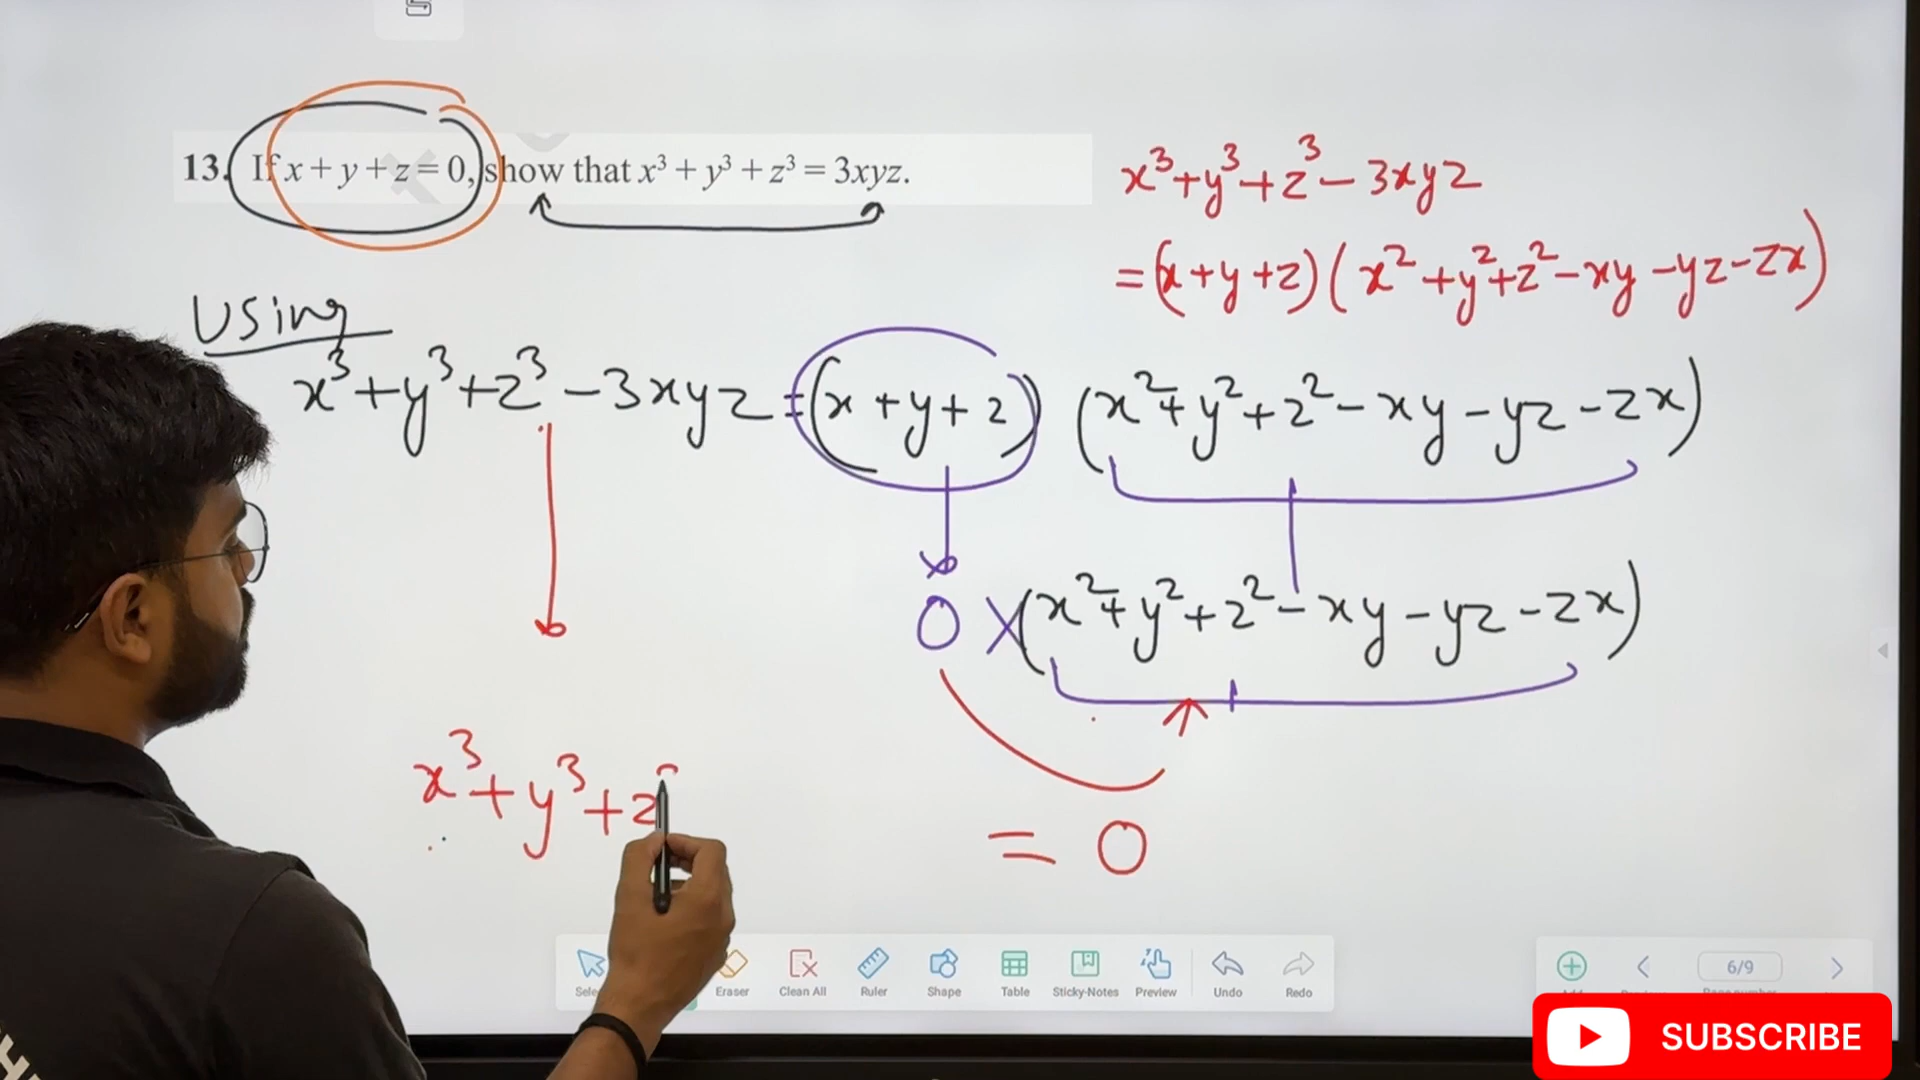 13. If x + y + z = 0, show that x³ + y³ + z³ = 3xyz.
x³+y³+z³-3xyz
=(x+y+z)(x²+y²+z²-xy-yz-zx)
Using
x³+y³+z³-3xyz=(x+y+z)(x²+y²+z²-xy-yz-zx)
0 X(x²+y²+z²-xy-yz-zx)
x³+y³+z
= 0
Eraser Clean All Ruler Shape Table Sticky-Notes Preview Undo Redo
6/9
SUBSCRIBE